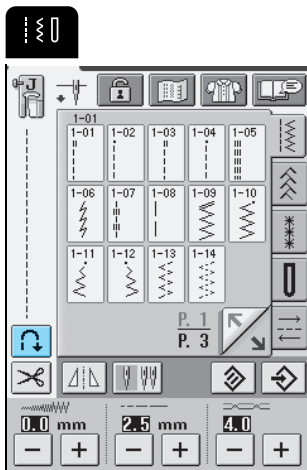 J
1-01
1-01 1-02 1-03 1-04 1-05
1-06 1-07 1-08 1-09 1-10
1-11 1-12 1-13 1-14
P. 1
P. 3
0.0 mm 2.5 mm 4.0
− + − + − +